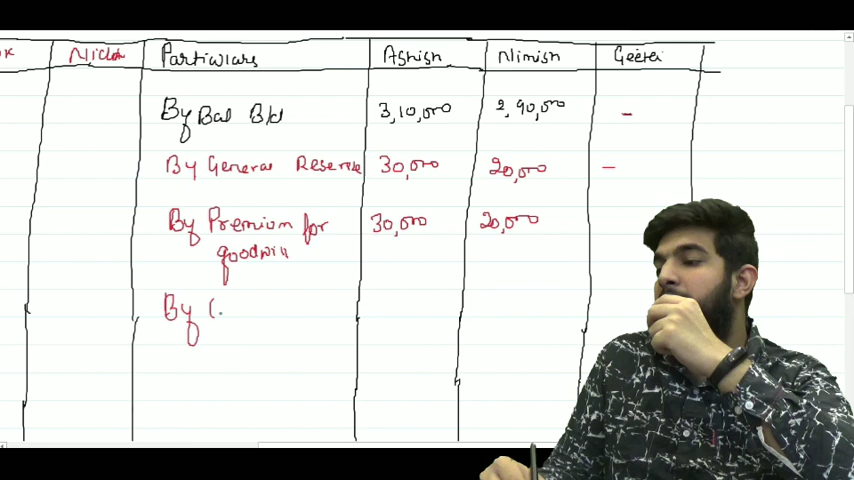 Particulars Ashish Nimish Geeta
By Bal B/d 3,10,000 2,90,000 -
By General Reserve 30,000 20,000 -
By Premium for 30,000 20,000
goodwill
By (